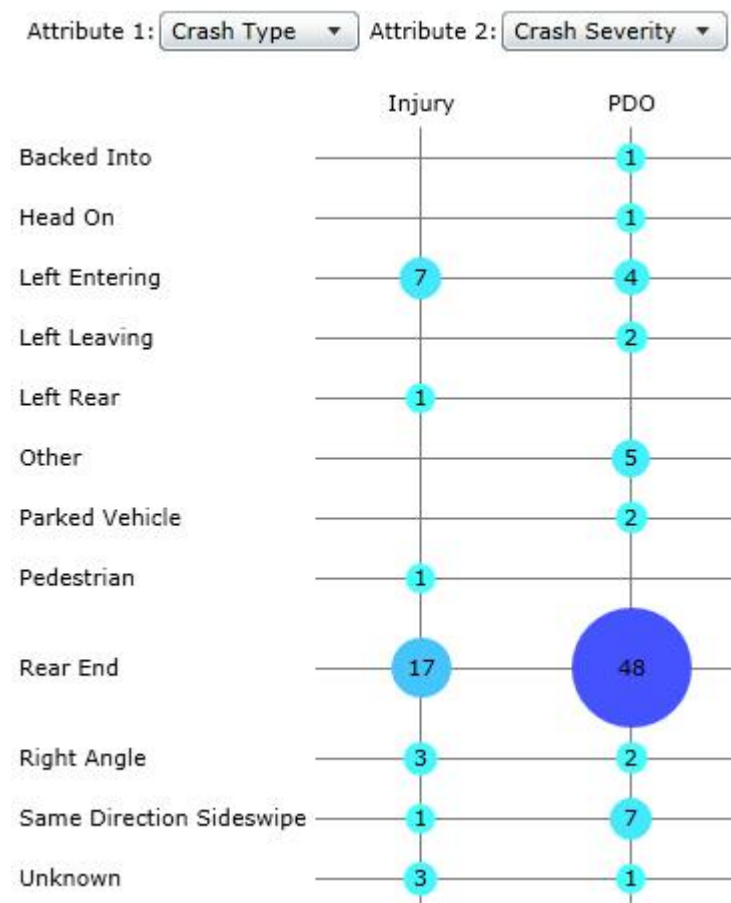 Attribute 1: Crash Type Attribute 2: Crash Severity
Injury PDO
Backed Into 1
Head On 1
Left Entering 7 4
Left Leaving 2
Left Rear 1
Other 5
Parked Vehicle 2
Pedestrian 1
Rear End 17 48
Right Angle 3 2
Same Direction Sideswipe 1 7
Unknown 3 1